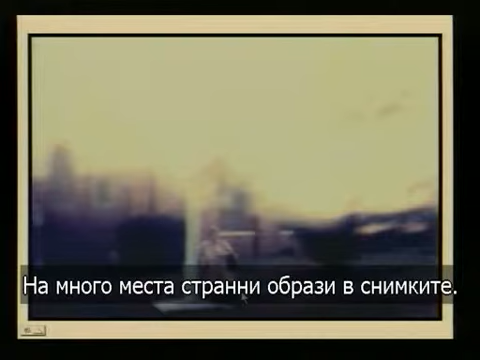 На много места странни образи в снимките.